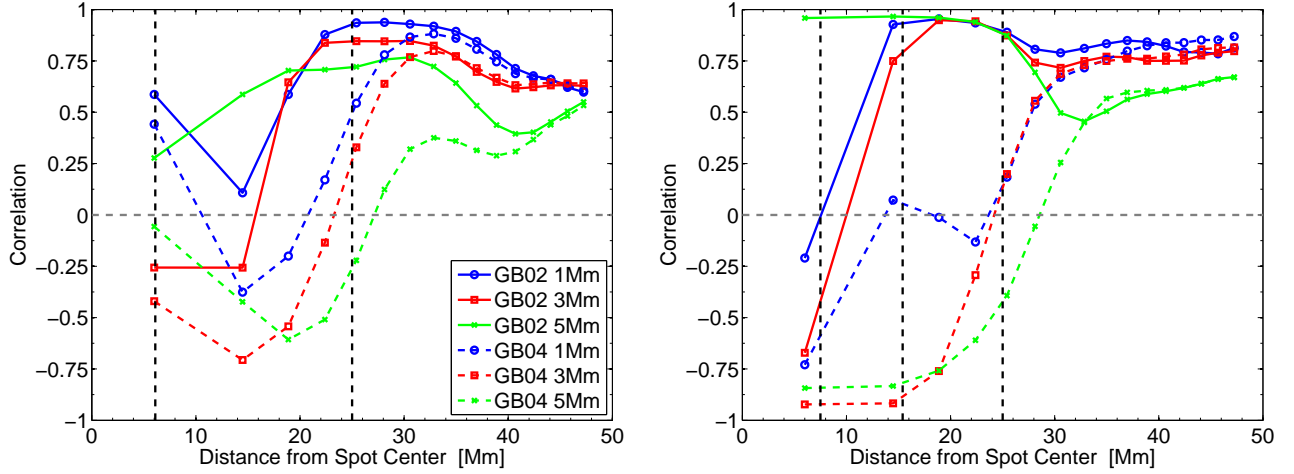 1
0.75
0.5
0.25
0
−0.25
−0.5
−0.75
−1
Correlation
0 10 20 30 40 50
Distance from Spot Center [Mm]
GB02 1Mm
GB02 3Mm
GB02 5Mm
GB04 1Mm
GB04 3Mm
GB04 5Mm
1
0.75
0.5
0.25
0
−0.25
−0.5
−0.75
−1
Correlation
0 10 20 30 40 50
Distance from Spot Center [Mm]